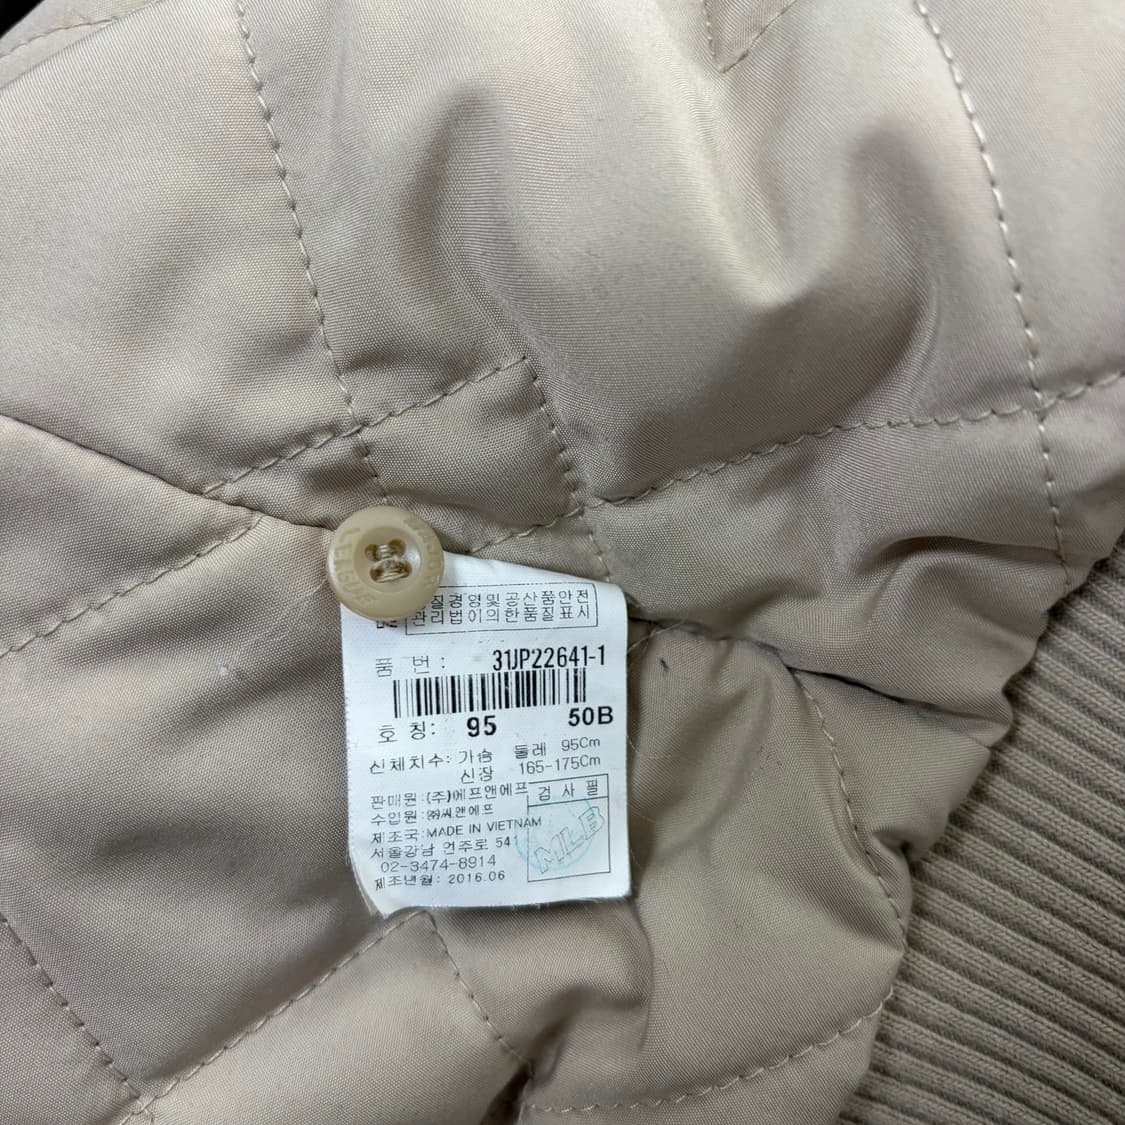 MAJOR LEAGUE
질경영및공산품안전
관리법이의한품질표시
품 번 : 31JP22641-1
호 칭: 95 50B
신체치수: 가슴 둘레 95Cm
신장 165-175Cm
판매원:(주)에프앤에프 검 사 필
수입원:㈜씨앤에프
제조국:MADE IN VIETNAM
서울강남 언주로 541
02-3474-8914
제조년월: 2016.06
MLB